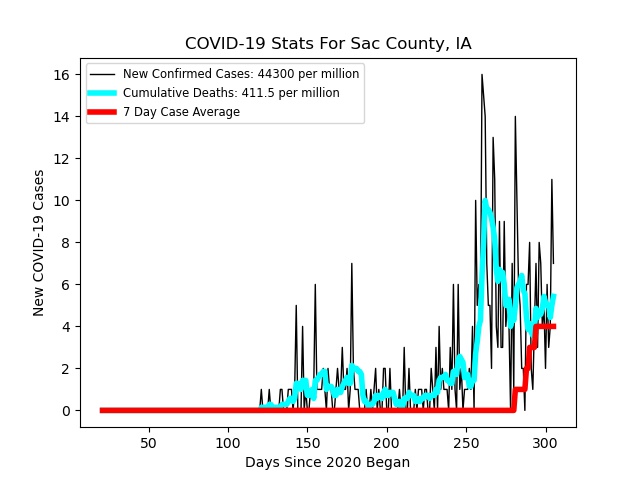 COVID-19 Stats For Sac County, IA
New Confirmed Cases: 44300 per million
Cumulative Deaths: 411.5 per million
7 Day Case Average
New COVID-19 Cases
16
14
12
10
8
6
4
2
0
50 100 150 200 250 300
Days Since 2020 Began